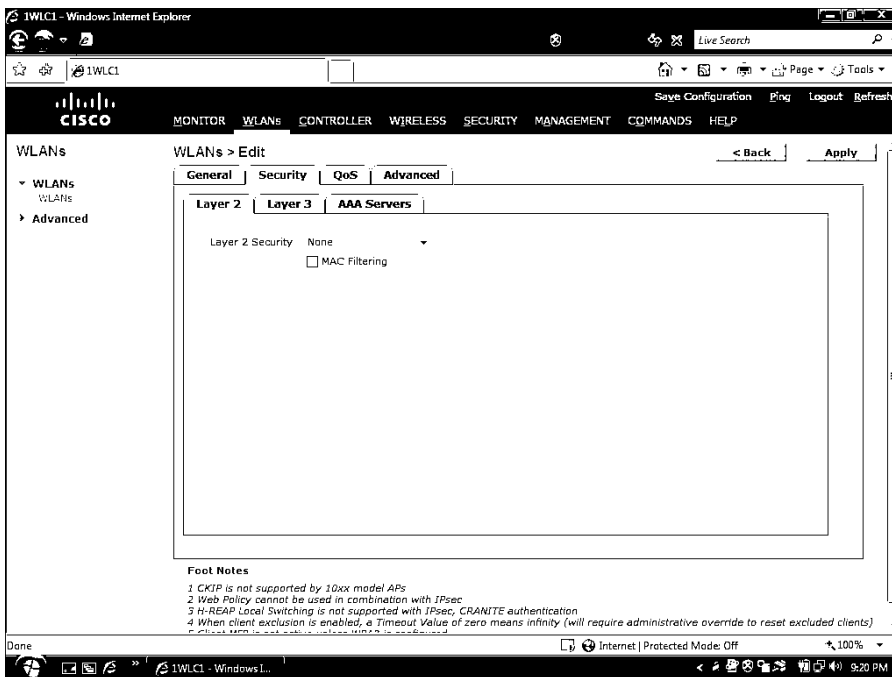 1WLC1 - Windows Internet Explorer
Live Search
1WLC1
Page
Tools
Save Configuration Ping Logout Refresh
CISCO
MONITOR WLANs CONTROLLER WIRELESS SECURITY MANAGEMENT COMMANDS HELP
WLANs
WLANs > Edit
< Back
Apply
WLANs
WLANs
Advanced
General Security QoS Advanced
Layer 2 Layer 3 AAA Servers
Layer 2 Security None
MAC Filtering
Foot Notes
1 CKIP is not supported by 10xx model APs
2 Web Policy cannot be used in combination with IPsec
3 H-REAP Local Switching is not supported with IPsec, CRANITE authentication
4 When client exclusion is enabled, a Timeout Value of zero means infinity (will require administrative override to reset excluded clients)
Done
Internet | Protected Mode: Off
100%
1WLC1 - Windows I...
9:20 PM